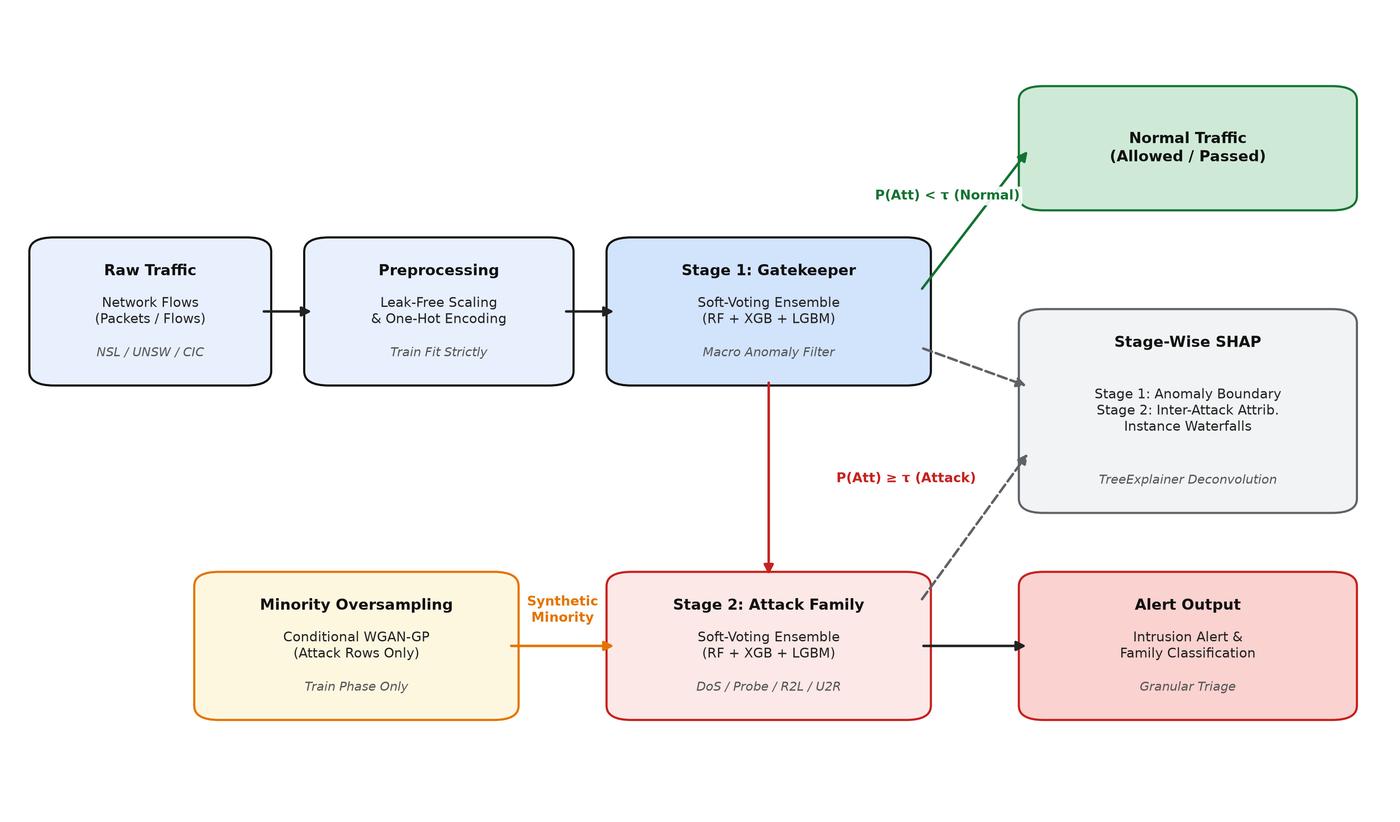 Normal Traffic
(Allowed / Passed)
P(Att) < τ (Normal)
Raw Traffic
Network Flows
(Packets / Flows)
NSL / UNSW / CIC
Preprocessing
Leak-Free Scaling
& One-Hot Encoding
Train Fit Strictly
Stage 1: Gatekeeper
Soft-Voting Ensemble
(RF + XGB + LGBM)
Macro Anomaly Filter
Stage-Wise SHAP
Stage 1: Anomaly Boundary
Stage 2: Inter-Attack Attrib.
Instance Waterfalls
TreeExplainer Deconvolution
P(Att) ≥ τ (Attack)
Minority Oversampling
Conditional WGAN-GP
(Attack Rows Only)
Train Phase Only
Synthetic
Minority
Stage 2: Attack Family
Soft-Voting Ensemble
(RF + XGB + LGBM)
DoS / Probe / R2L / U2R
Alert Output
Intrusion Alert &
Family Classification
Granular Triage